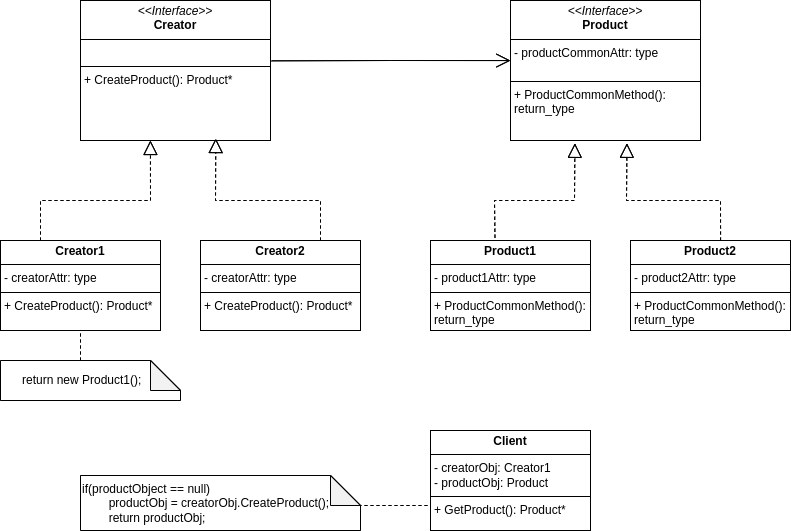 <<Interface>>
Creator
+ CreateProduct(): Product*
<<Interface>>
Product
- productCommonAttr: type
+ ProductCommonMethod():
return_type
Creator1
- creatorAttr: type
+ CreateProduct(): Product*
Creator2
- creatorAttr: type
+ CreateProduct(): Product*
Product1
- product1Attr: type
+ ProductCommonMethod():
return_type
Product2
- product2Attr: type
+ ProductCommonMethod():
return_type
return new Product1();
if(productObject == null)
productObj = creatorObj.CreateProduct();
return productObj;
Client
- creatorObj: Creator1
- productObj: Product
+ GetProduct(): Product*